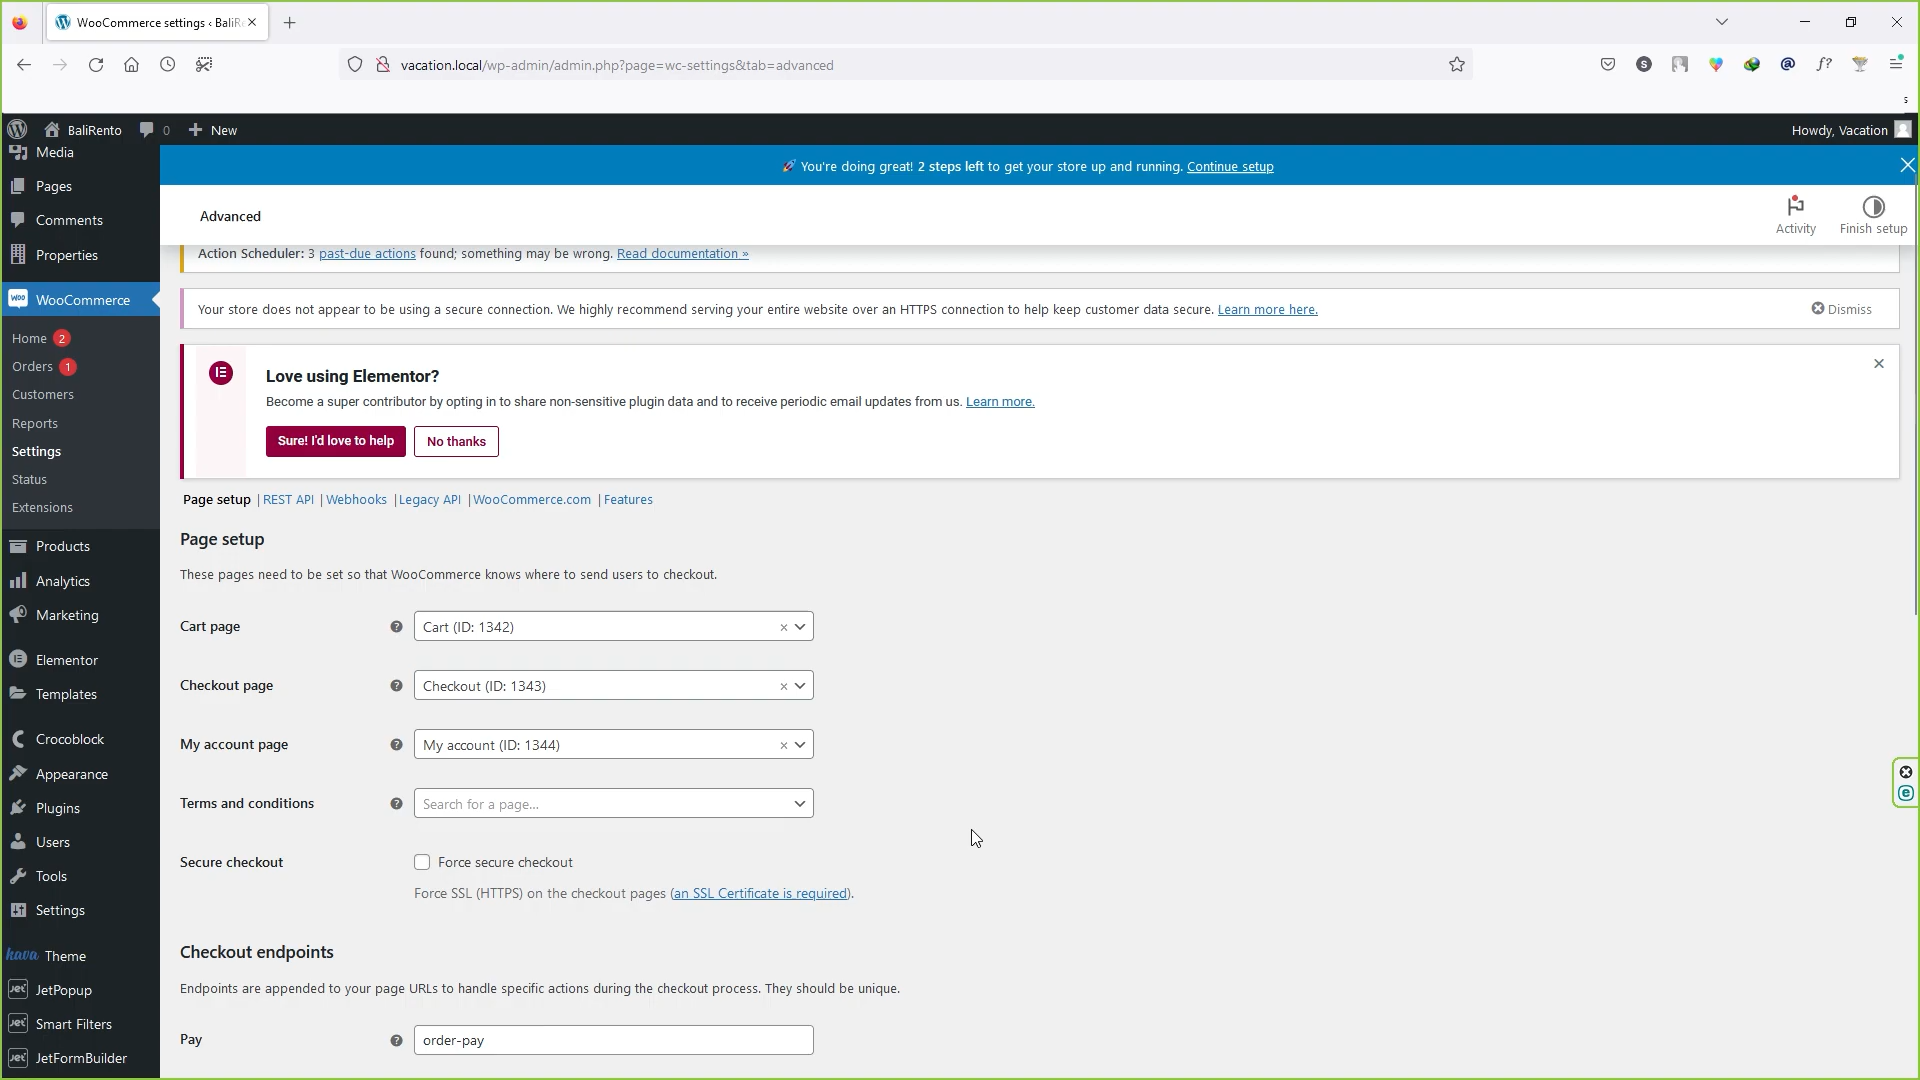 WooCommerce settings ‹ BaliR
vacation.local/wp-admin/admin.php?page=wc-settings&tab=advanced
S
f?
s
BaliRento
0
New
Howdy, Vacation
Media
Pages
Comments
Properties
WooCommerce
Home 2
Orders 1
Customers
Reports
Settings
Status
Extensions
Products
Analytics
Marketing
Elementor
Templates
Crocoblock
Appearance
Plugins
Users
Tools
Settings
kava Theme
JetPopup
Smart Filters
JetFormBuilder
🚀 You're doing great! 2 steps left to get your store up and running. Continue setup
Advanced
Activity
Finish setup
Action Scheduler: 3 past-due actions found; something may be wrong. Read documentation »
Your store does not appear to be using a secure connection. We highly recommend serving your entire website over an HTTPS connection to help keep customer data secure. Learn more here.
Dismiss
Love using Elementor?
Become a super contributor by opting in to share non-sensitive plugin data and to receive periodic email updates from us. Learn more.
Sure! I'd love to help
No thanks
Page setup | REST API | Webhooks | Legacy API | WooCommerce.com | Features
Page setup
These pages need to be set so that WooCommerce knows where to send users to checkout.
Cart page
Cart (ID: 1342)
Checkout page
Checkout (ID: 1343)
My account page
My account (ID: 1344)
Terms and conditions
Search for a page...
Secure checkout
Force secure checkout
Force SSL (HTTPS) on the checkout pages (an SSL Certificate is required).
Checkout endpoints
Endpoints are appended to your page URLs to handle specific actions during the checkout process. They should be unique.
Pay
order-pay